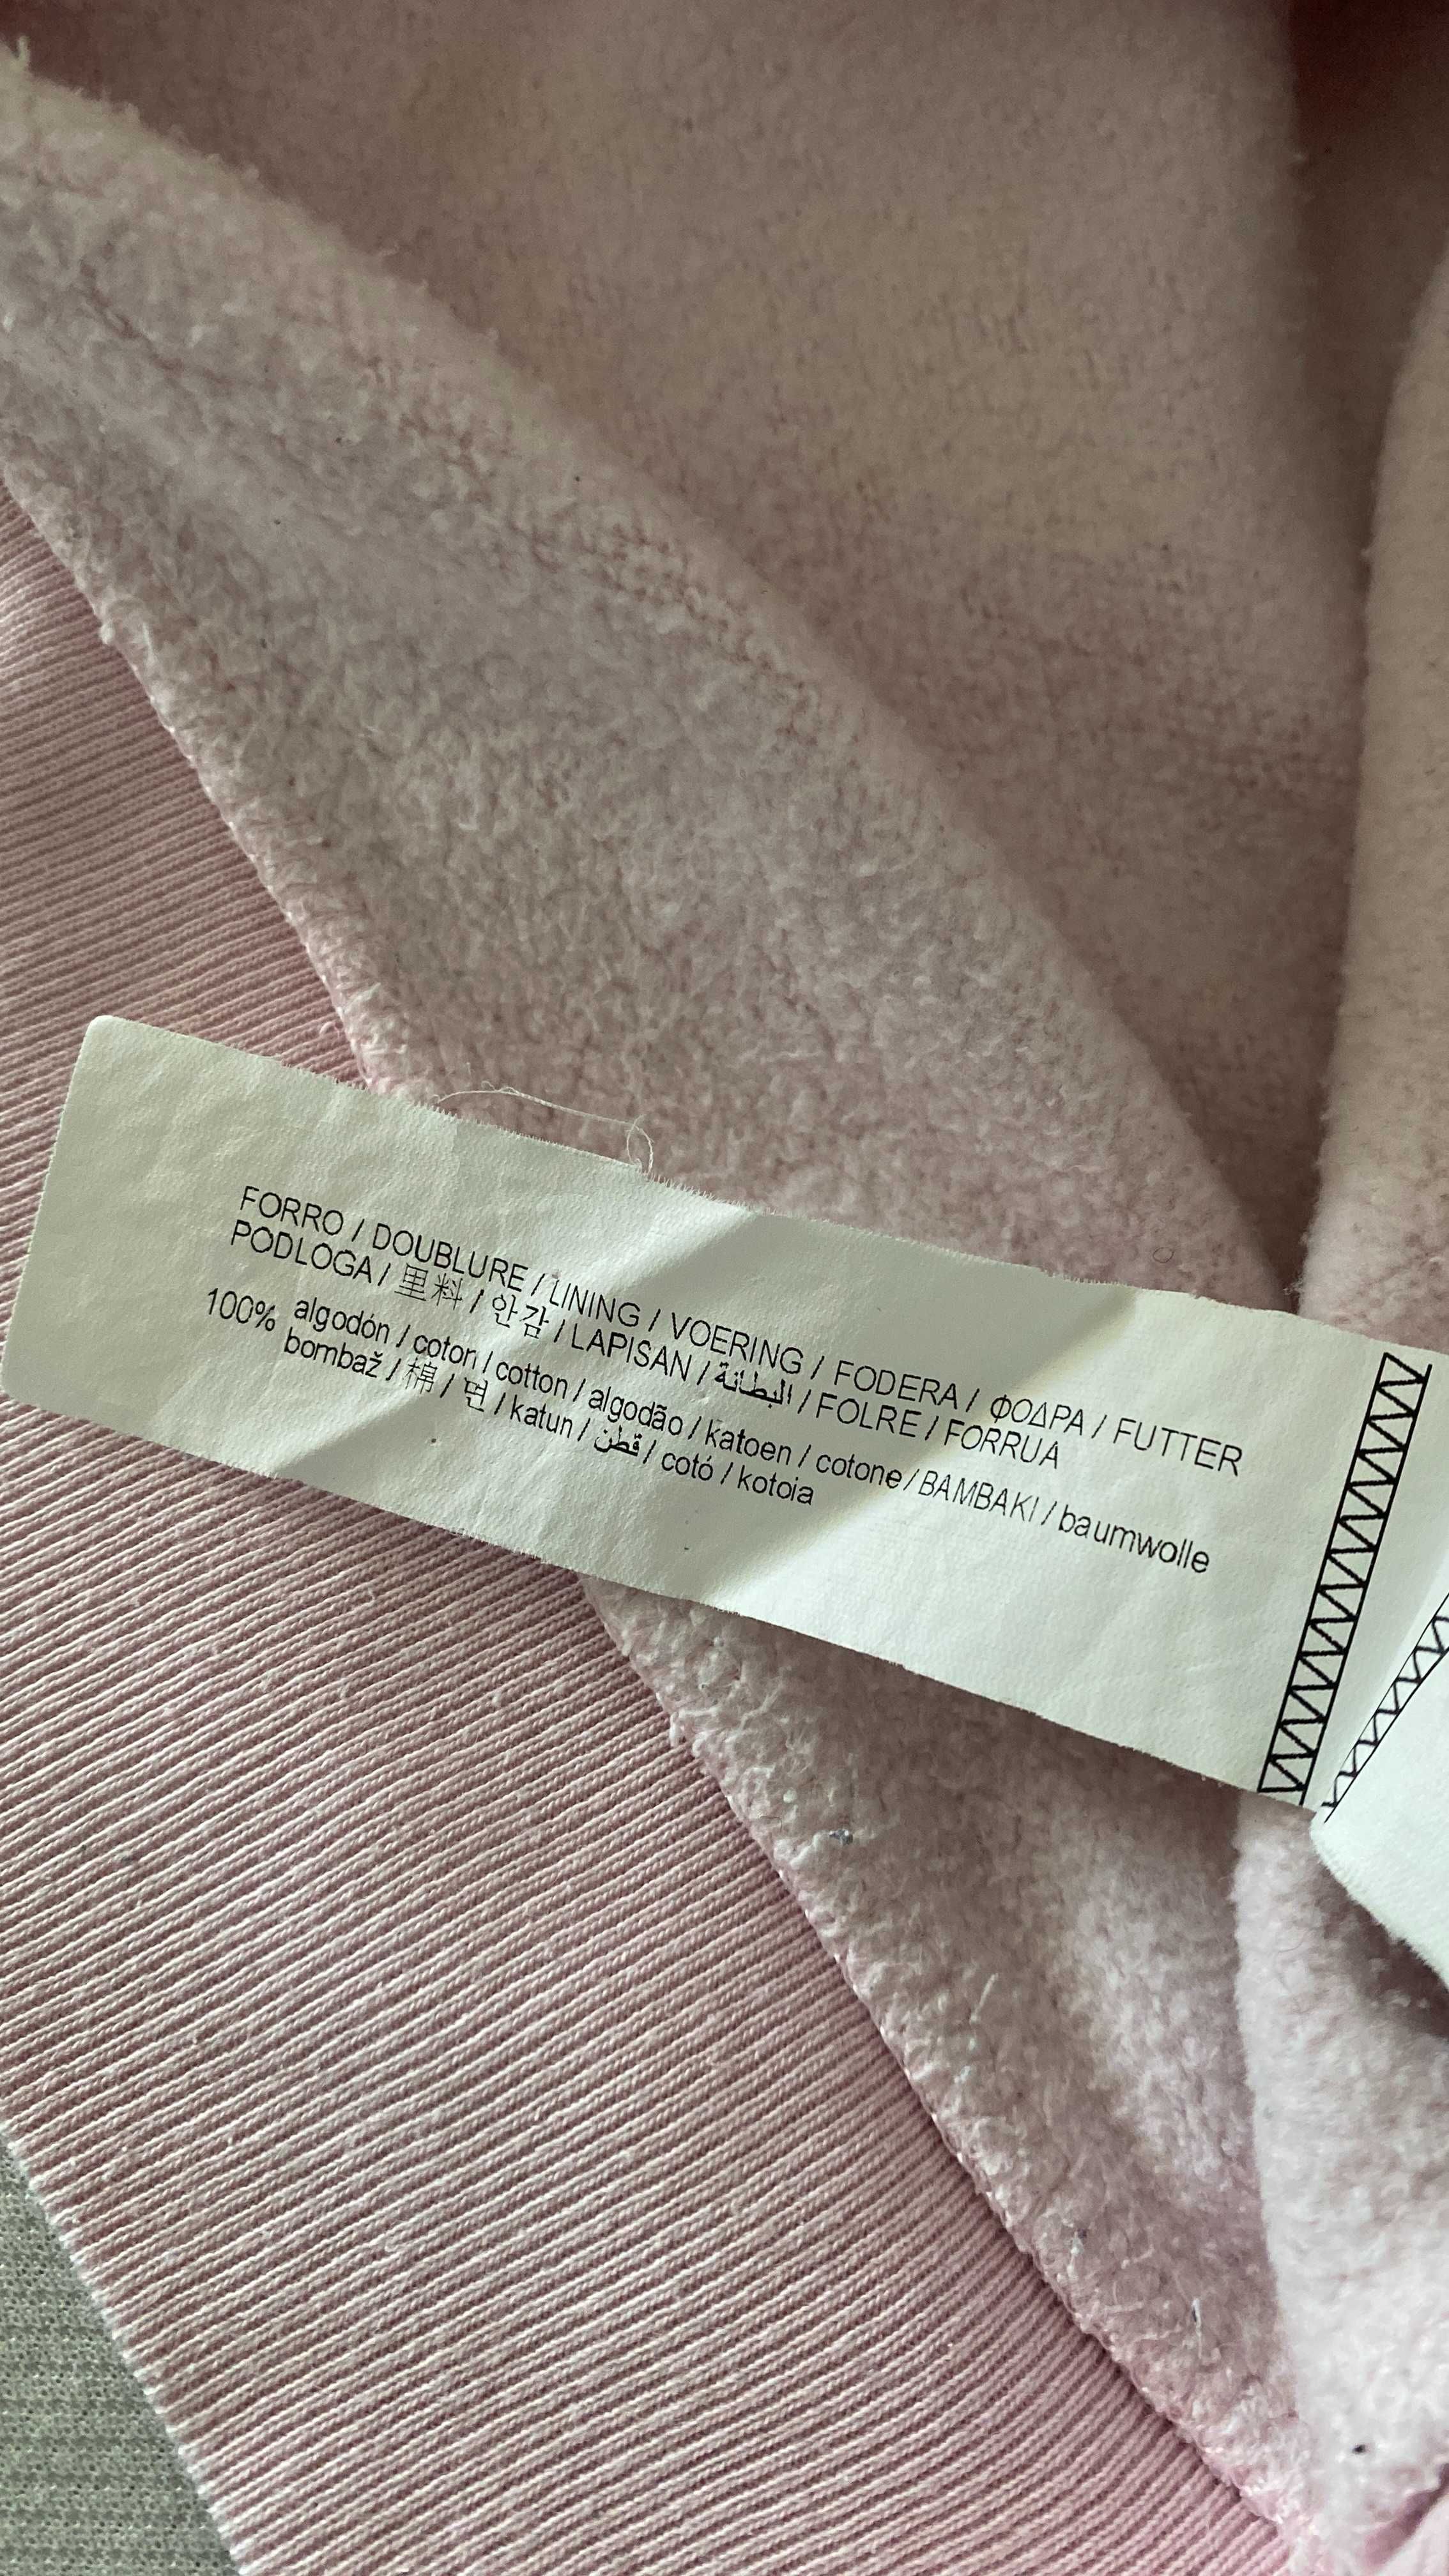 FORRO / DOUBLURE / LINING / VOERING / FODERA / ΦΟΔΡΑ / FUTTER
PODLOGA / 里料 / 안감 / LAPISAN / البطانة / FOLRE / FORRUA
100% algodón / coton / cotton / algodão / katoen / cotone / BAMBAKI / baumwolle
bombaž / 棉 / 면 / katun / قطن / cotó / kotoia